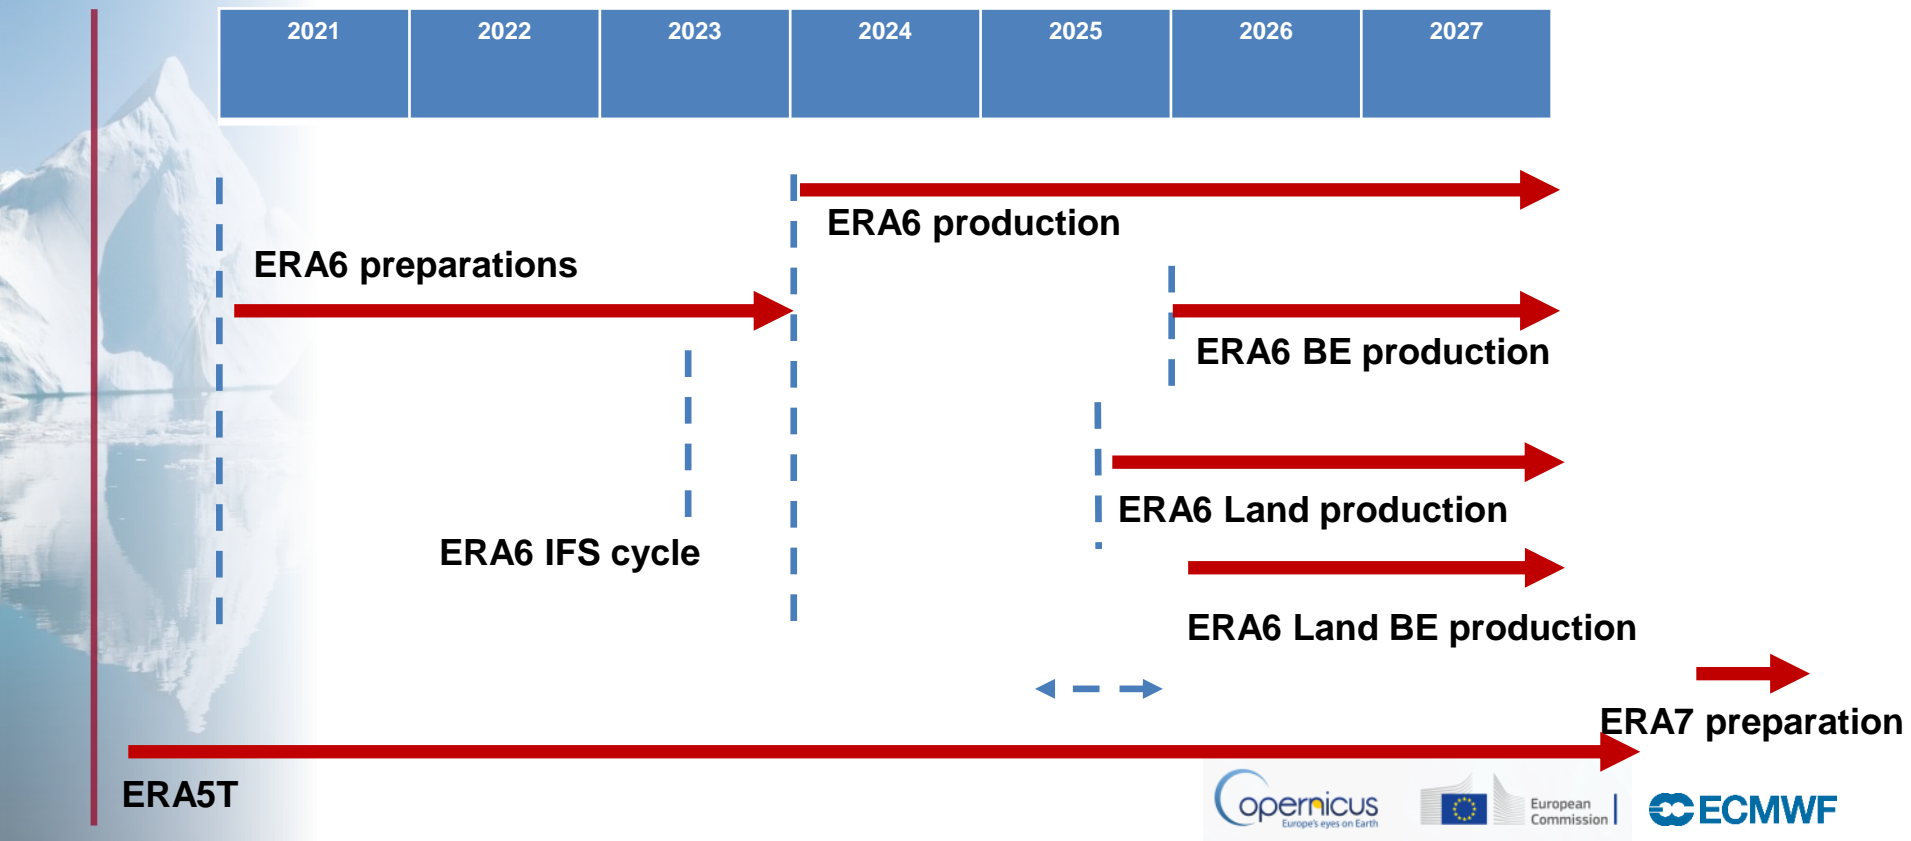 2021 2022 2023 2024 2025 2026 2027
ERA6 production
ERA6 preparations
ERA6 BE production
ERA6 Land production
ERA6 IFS cycle
ERA6 Land BE production
ERA7 preparation
ERA5T
opernicus
Europe's eyes on Earth
European
Commission
ECMWF